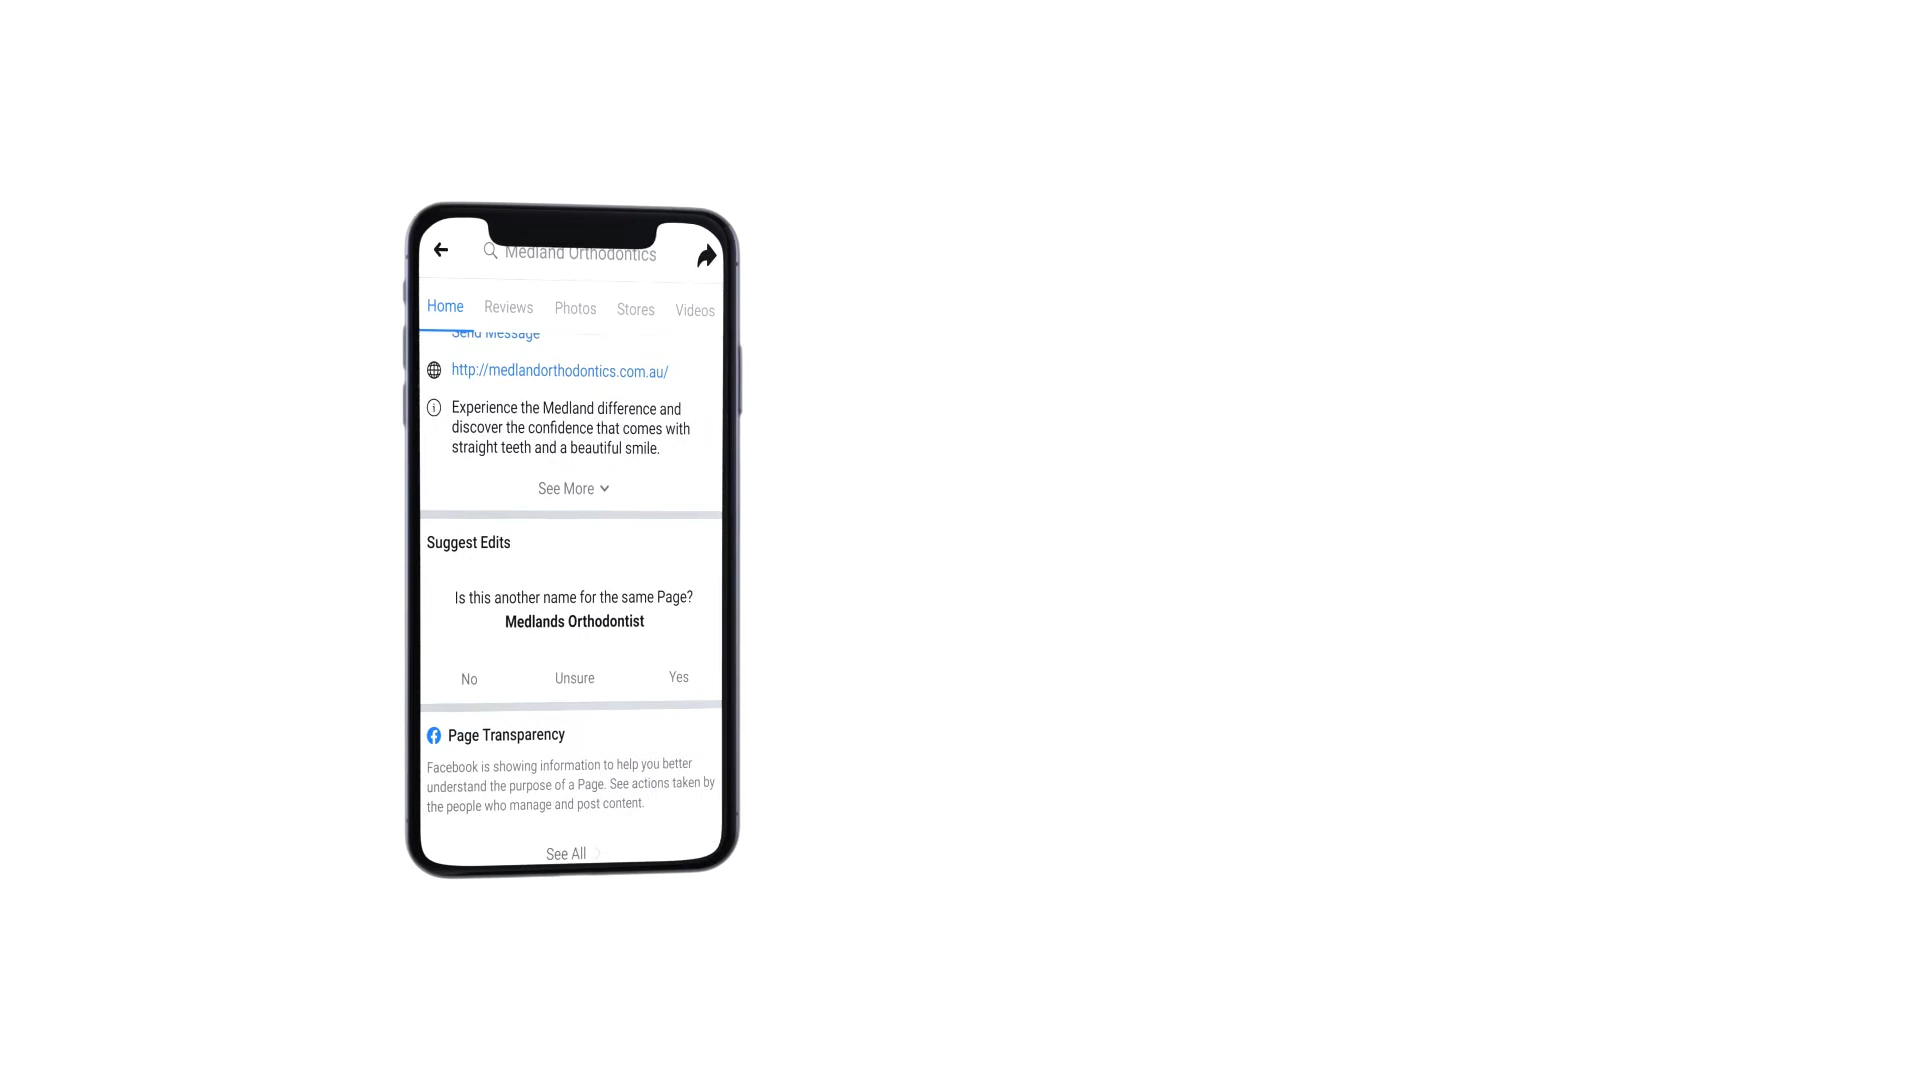 Medland Orthodontics
Home Reviews Photos Stores Videos
Send Message
http://medlandorthodontics.com.au/
Experience the Medland difference and
discover the confidence that comes with
straight teeth and a beautiful smile.
See More
Suggest Edits
Is this another name for the same Page?
Medlands Orthodontist
No Unsure Yes
Page Transparency
Facebook is showing information to help you better
understand the purpose of a Page. See actions taken by
the people who manage and post content.
See All